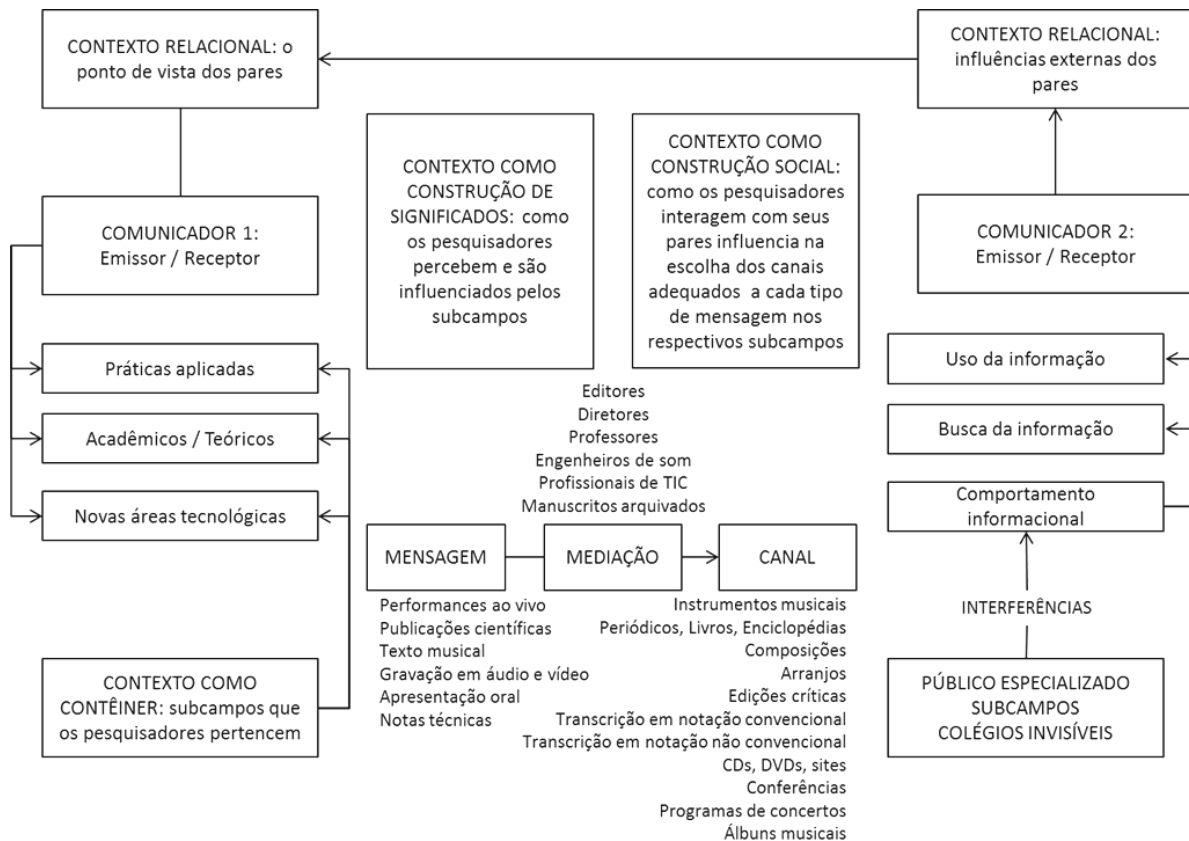 CONTEXTO RELACIONAL: o
ponto de vista dos pares
CONTEXTO RELACIONAL:
influências externas dos
pares
CONTEXTO COMO
CONSTRUÇÃO DE
SIGNIFICADOS: como
os pesquisadores
percebem e são
influenciados pelos
subcampos
CONTEXTO COMO
CONSTRUÇÃO SOCIAL:
como os pesquisadores
interagem com seus
pares influencia na
escolha dos canais
adequados a cada tipo
de mensagem nos
respectivos subcampos
COMUNICADOR 1:
Emissor / Receptor
COMUNICADOR 2:
Emissor / Receptor
Práticas aplicadas
Acadêmicos / Teóricos
Novas áreas tecnológicas
Uso da informação
Busca da informação
Comportamento
informacional
Editores
Diretores
Professores
Engenheiros de som
Profissionais de TIC
Manuscritos arquivados
MENSAGEM
MEDIAÇÃO
CANAL
Performances ao vivo
Publicações científicas
Texto musical
Gravação em áudio e vídeo
Apresentação oral
Notas técnicas
Instrumentos musicais
Periódicos, Livros, Enciclopédias
Composições
Arranjos
Edições críticas
Transcrição em notação convencional
Transcrição em notação não convencional
CDs, DVDs, sites
Conferências
Programas de concertos
Álbuns musicais
INTERFERÊNCIAS
CONTEXTO COMO
CONTÊINER: subcampos que
os pesquisadores pertencem
PÚBLICO ESPECIALIZADO
SUBCAMPOS
COLÉGIOS INVISÍVEIS